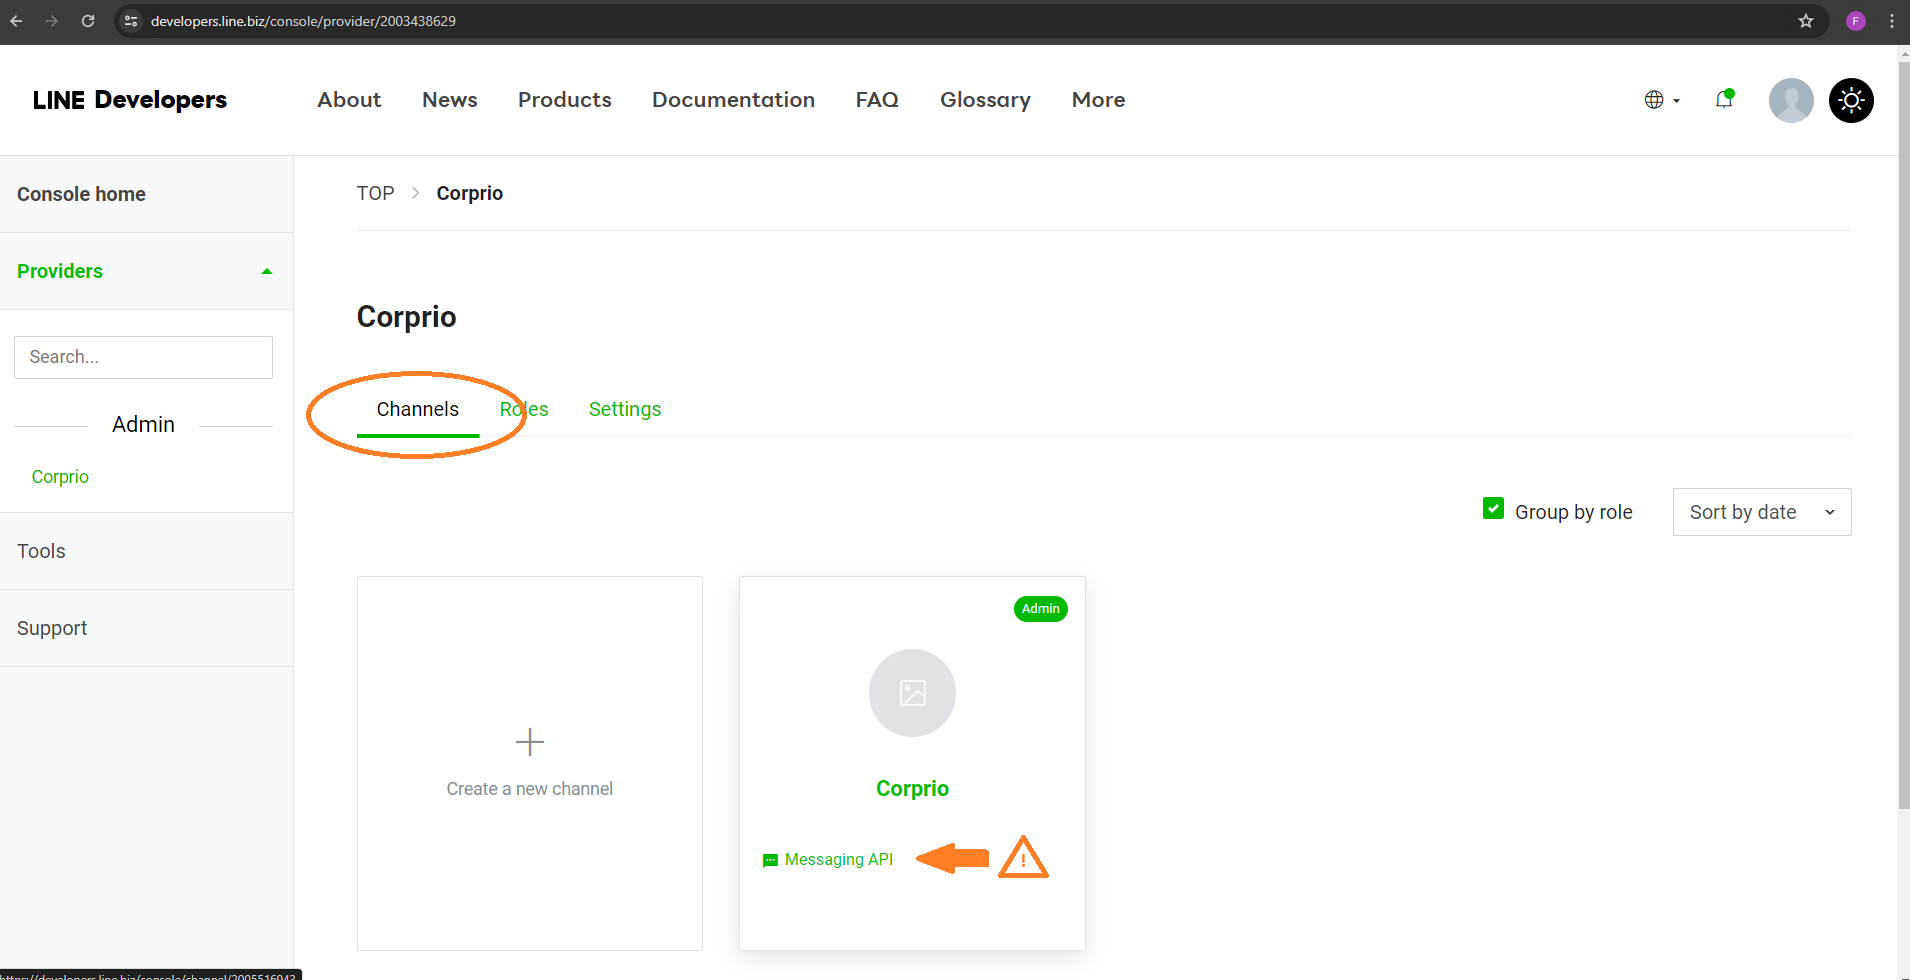 developers.line.biz/console/provider/2003438629
F
LINE Developers
About
News
Products
Documentation
FAQ
Glossary
More
Console home
Providers
Search...
Admin
Corprio
Tools
Support
TOP
Corprio
Corprio
Channels
Roles
Settings
Group by role
Sort by date
Create a new channel
Admin
Corprio
Messaging API
!
https://developers.line.biz/console/channel/2005516943